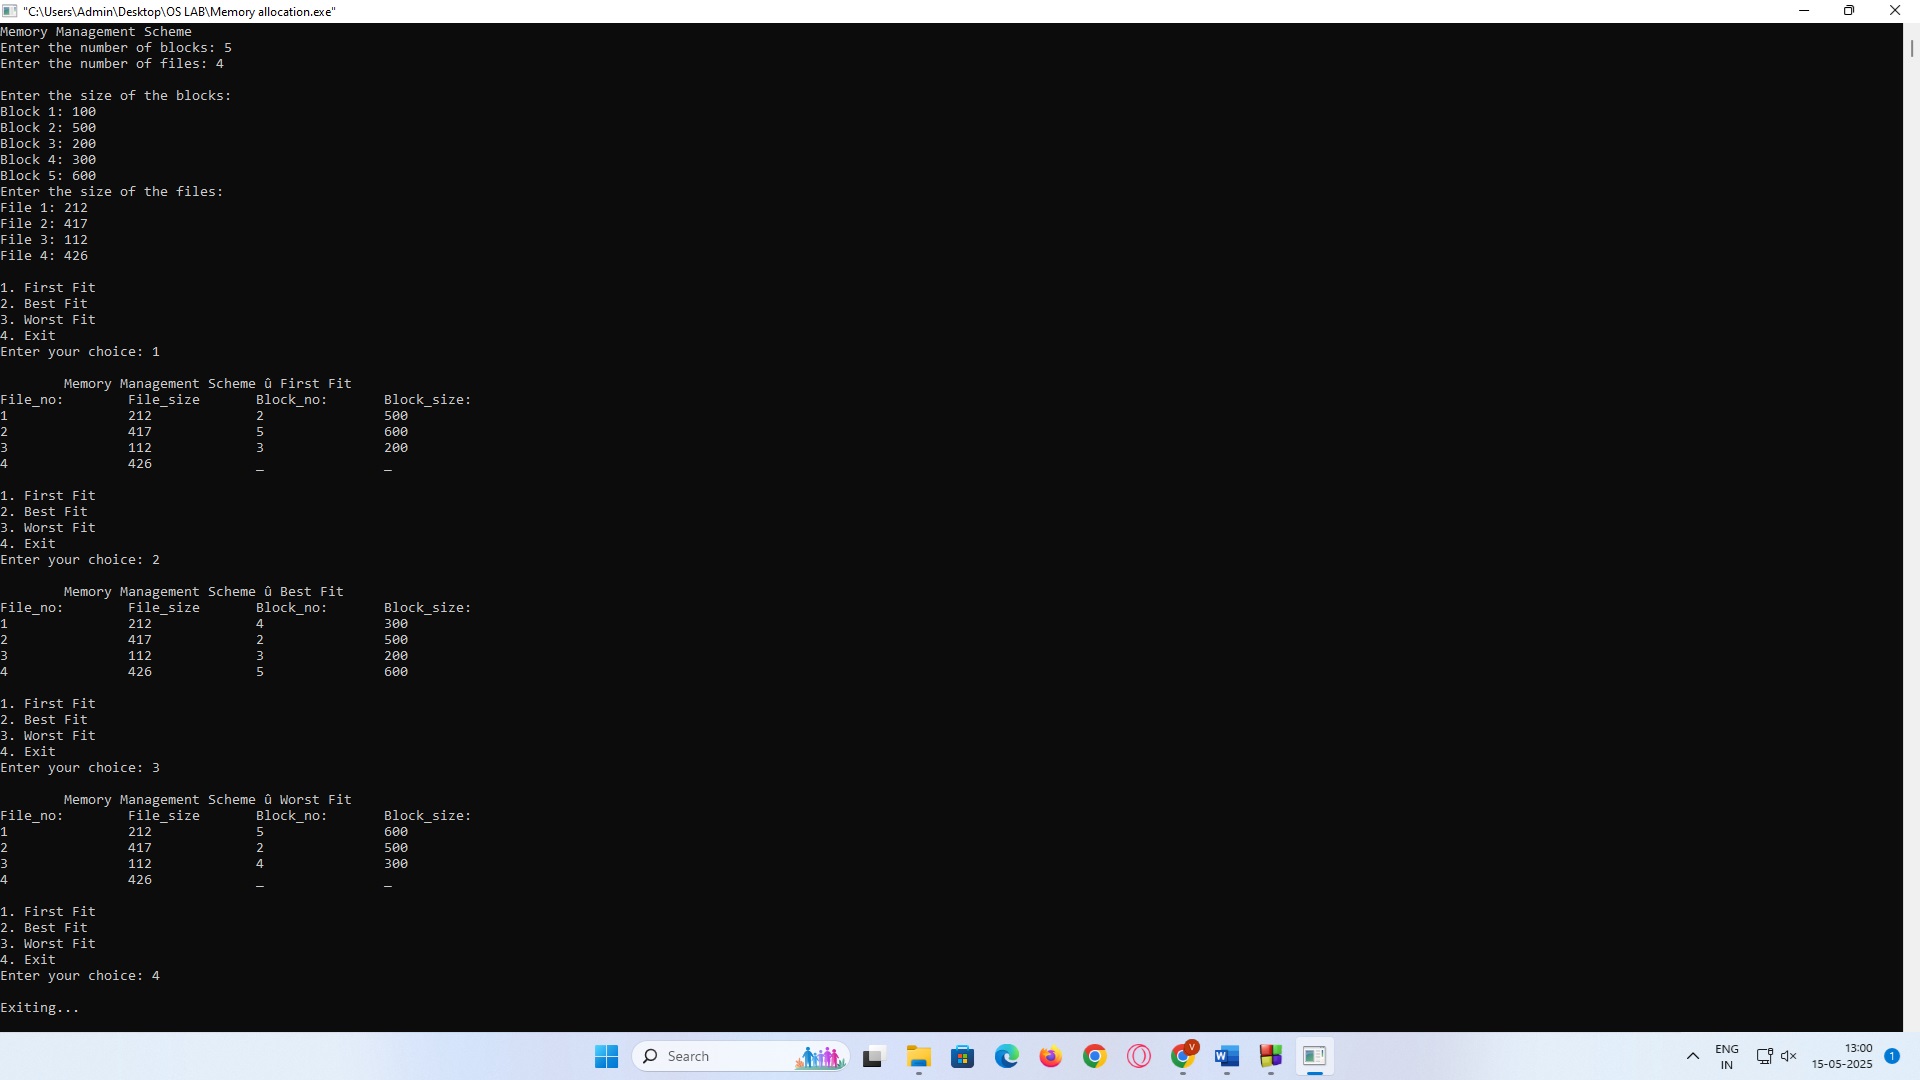 "C:\Users\Admin\Desktop\OS LAB\Memory allocation.exe"
Memory Management Scheme
Enter the number of blocks: 5
Enter the number of files: 4
Enter the size of the blocks:
Block 1: 100
Block 2: 500
Block 3: 200
Block 4: 300
Block 5: 600
Enter the size of the files:
File 1: 212
File 2: 417
File 3: 112
File 4: 426
1. First Fit
2. Best Fit
3. Worst Fit
4. Exit
Enter your choice: 1
Memory Management Scheme û First Fit
File_no: File_size Block_no: Block_size:
1 212 2 500
2 417 5 600
3 112 3 200
4 426 _ _
1. First Fit
2. Best Fit
3. Worst Fit
4. Exit
Enter your choice: 2
Memory Management Scheme û Best Fit
File_no: File_size Block_no: Block_size:
1 212 4 300
2 417 2 500
3 112 3 200
4 426 5 600
1. First Fit
2. Best Fit
3. Worst Fit
4. Exit
Enter your choice: 3
Memory Management Scheme û Worst Fit
File_no: File_size Block_no: Block_size:
1 212 5 600
2 417 2 500
3 112 4 300
4 426 _ _
1. First Fit
2. Best Fit
3. Worst Fit
4. Exit
Enter your choice: 4
Exiting...
Search
V
W
ENG
IN
13:00
15-05-2025
1